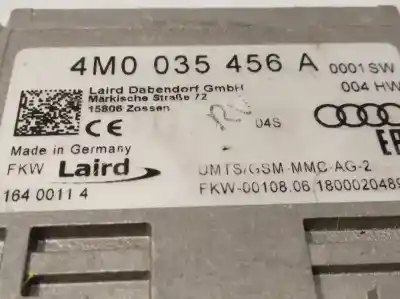 4M0 035 456 A 0001 SW
004 HW
Laird Dabendorf GmbH
Märkische Straße 72
15806 Zossen
04S
CE
Made in Germany
FKW Laird
UMTS/GSM-MMC-AG-2
FKW-00108.06 1800020489
164 0011 4